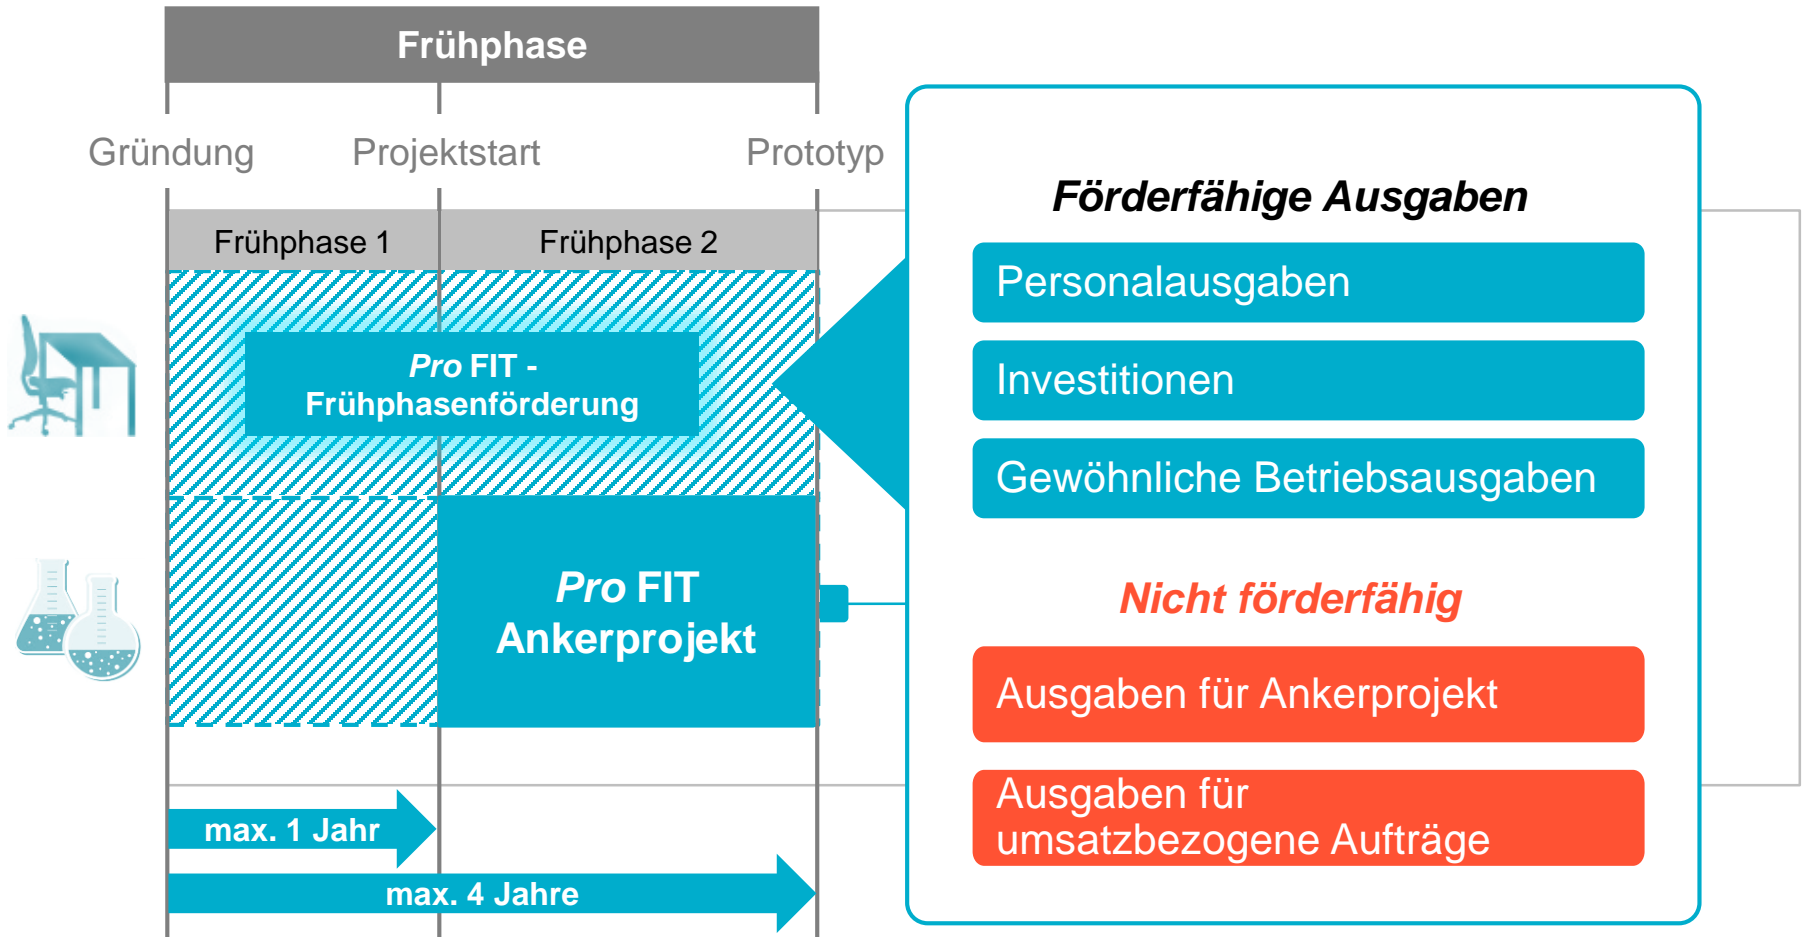 Frühphase
Gründung
Projektstart
Prototyp
Frühphase 1
Frühphase 2
Pro FIT -
Frühphasenförderung
Pro FIT
Ankerprojekt
max. 1 Jahr
max. 4 Jahre
Förderfähige Ausgaben
Personalausgaben
Investitionen
Gewöhnliche Betriebsausgaben
Nicht förderfähig
Ausgaben für Ankerprojekt
Ausgaben für
umsatzbezogene Aufträge